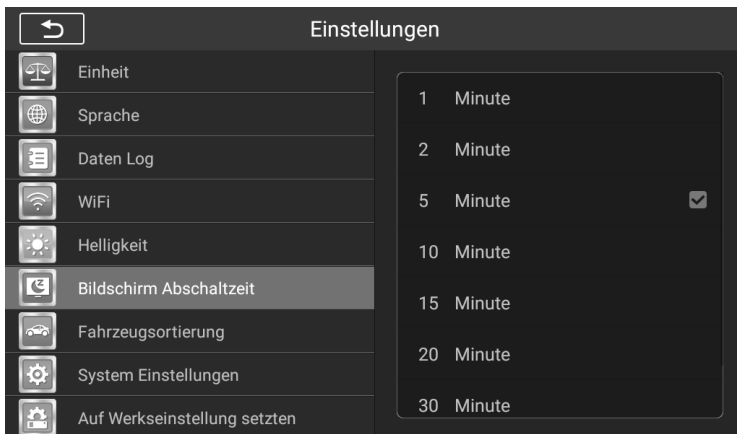 Einstellungen
Einheit
Sprache
Daten Log
WiFi
Helligkeit
Bildschirm Abschaltzeit
Fahrzeugsortierung
System Einstellungen
Auf Werkseinstellung setzten
1 Minute
2 Minute
5 Minute
10 Minute
15 Minute
20 Minute
30 Minute